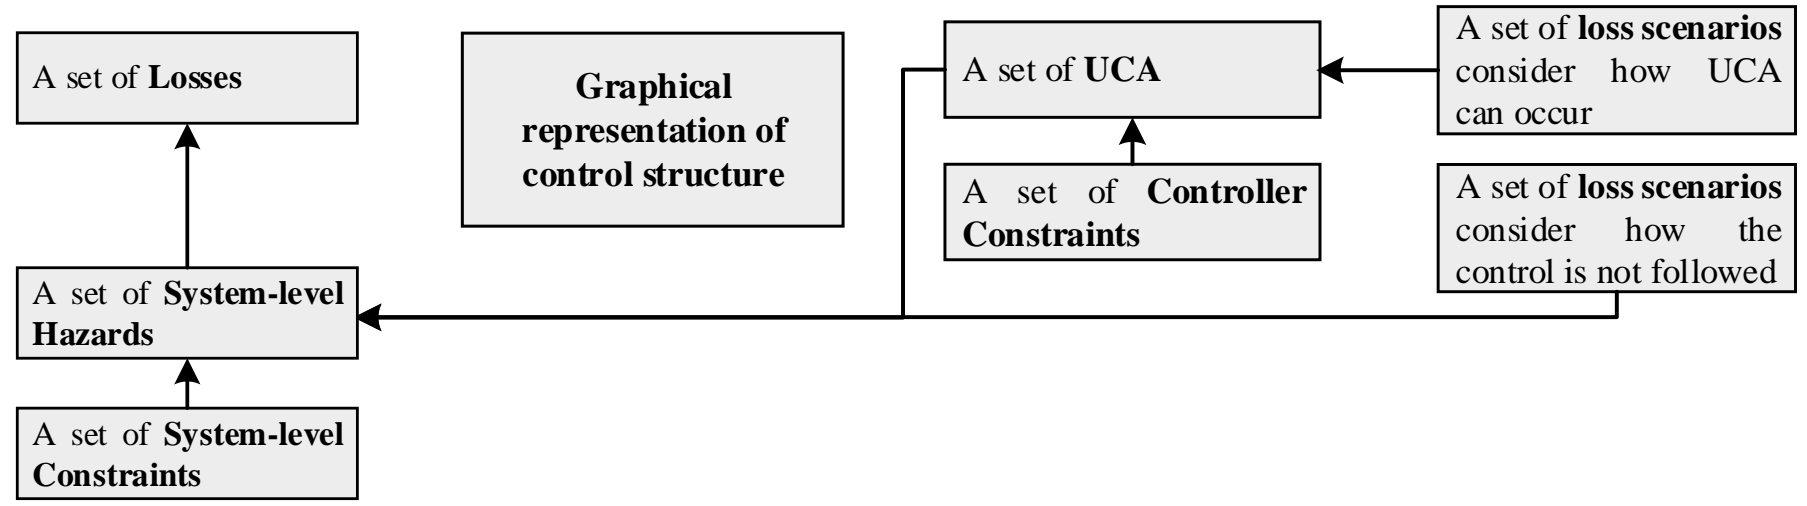 A set of Losses
A set of System-level
Hazards
A set of System-level
Constraints
Graphical
representation of
control structure
A set of UCA
A set of Controller
Constraints
A set of loss scenarios
consider how UCA
can occur
A set of loss scenarios
consider how the
control is not followed